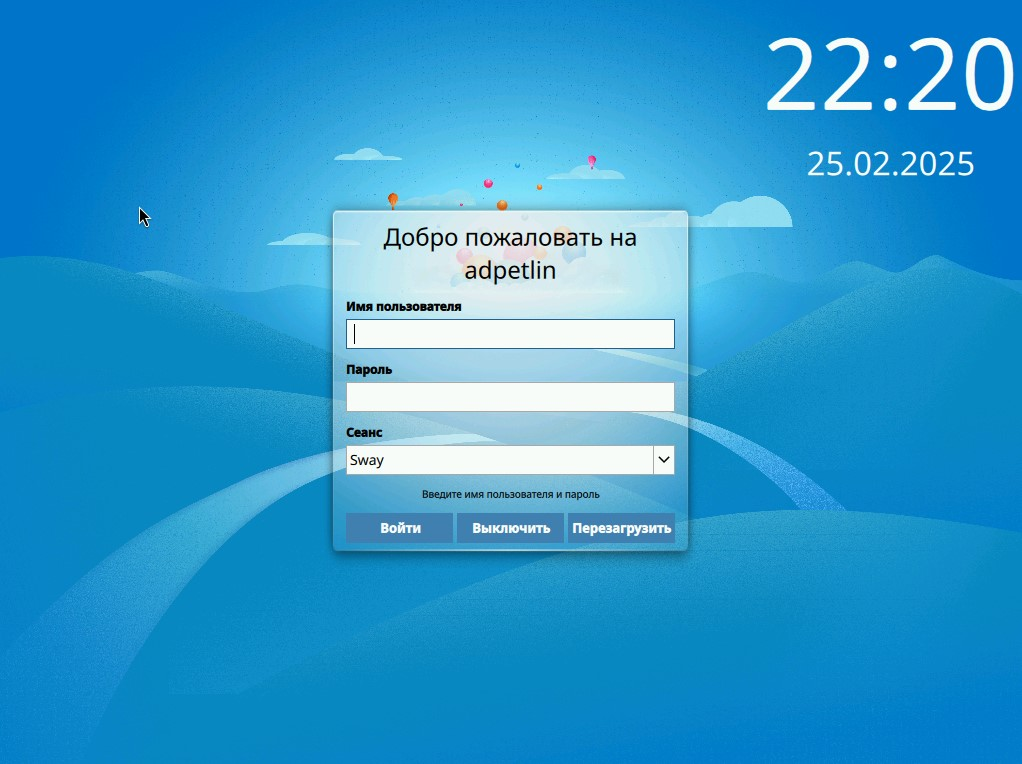 22:20
25.02.2025
Добро пожаловать на
adpetlin
Имя пользователя
Пароль
Сеанс
Sway
Введите имя пользователя и пароль
Войти Выключить Перезагрузить